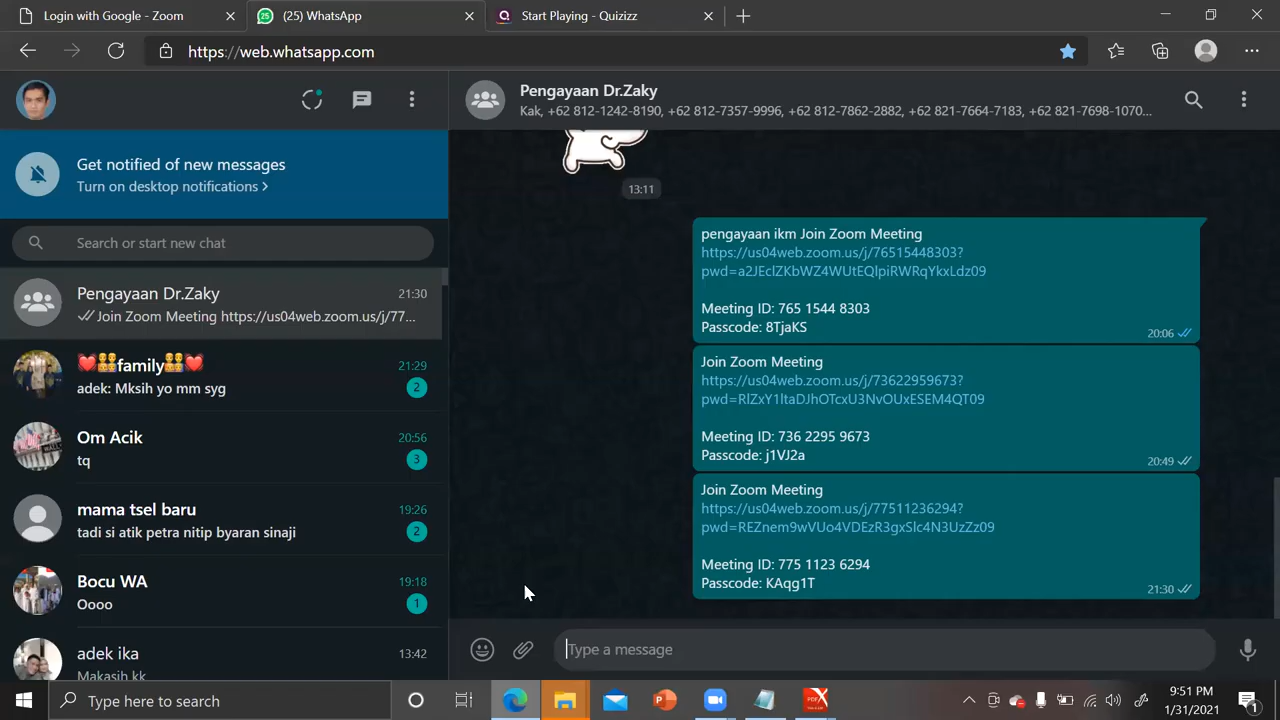 Login with Google - Zoom
(25) WhatsApp
Start Playing - Quizizz
https://web.whatsapp.com
Pengayaan Dr.Zaky
Kak, +62 812-1242-8190, +62 812-7357-9996, +62 812-7862-2882, +62 821-7664-7183, +62 821-7698-1070...
Get notified of new messages
Turn on desktop notifications >
Search or start new chat
Pengayaan Dr.Zaky 21:30
Join Zoom Meeting https://us04web.zoom.us/j/77...
family 21:29
adek: Mksih yo mm syg 2
Om Acik 20:56
tq 3
mama tsel baru 19:26
tadi si atik petra nitip byaran sinaji 2
Bocu WA 19:18
Oooo 1
adek ika 13:42
Makasih kk
13:11
pengayaan ikm Join Zoom Meeting
https://us04web.zoom.us/j/76515448303?
pwd=a2JEclZKbWZ4WUtEQlpiRWRqYkxLdz09
Meeting ID: 765 1544 8303
Passcode: 8TjaKS
20:06
Join Zoom Meeting
https://us04web.zoom.us/j/73622959673?
pwd=RlZxY1ltaDJhOTcxU3NvOUxESEM4QT09
Meeting ID: 736 2295 9673
Passcode: j1VJ2a
20:49
Join Zoom Meeting
https://us04web.zoom.us/j/77511236294?
pwd=REZnem9wVUo4VDEzR3gxSlc4N3UzZz09
Meeting ID: 775 1123 6294
Passcode: KAqg1T
21:30
Type a message
Type here to search
9:51 PM
1/31/2021